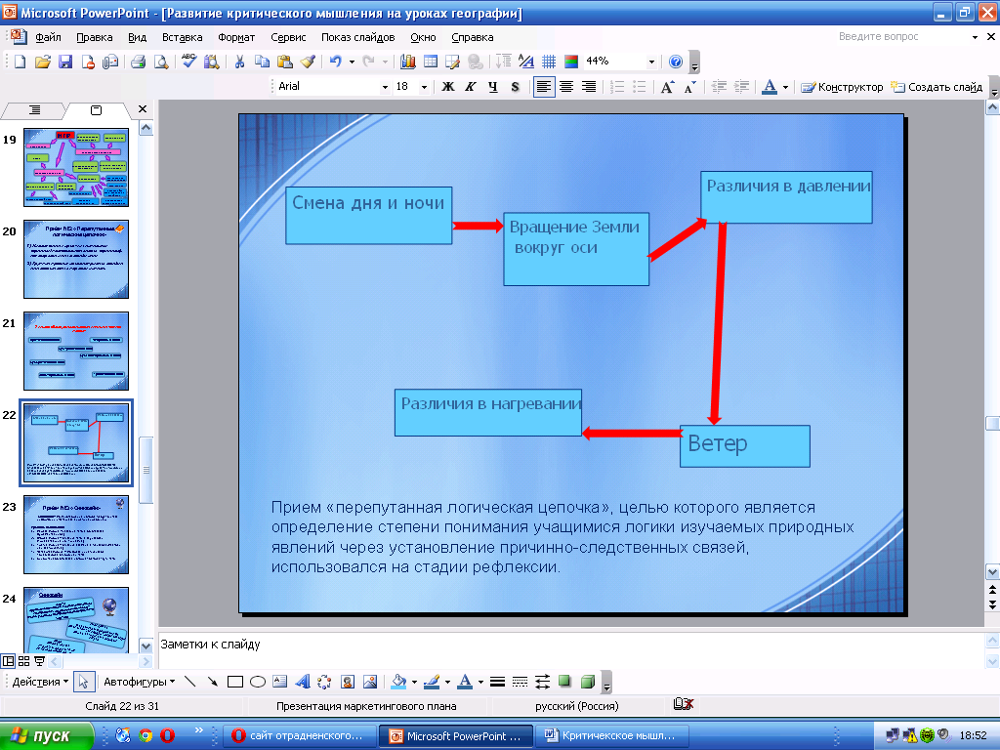 Microsoft PowerPoint - [Развитие критического мышления на уроках географии]
Файл Правка Вид Вставка Формат Сервис Показ слайдов Окно Справка Введите вопрос
44%
Arial 18 Ж К Ч S Конструктор Создать слайд
19
20
21
22
23
24
Смена дня и ночи
Вращение Земли
вокруг оси
Различия в давлении
Различия в нагревании
Ветер
Прием «перепутанная логическая цепочка», целью которого является
определение степени понимания учащимися логики изучаемых природных
явлений через установление причинно-следственных связей,
использовался на стадии рефлексии.
Заметки к слайду
Действия Автофигуры
Слайд 22 из 31 Презентация маркетингового плана русский (Россия)
пуск сайт отрадненского... Microsoft PowerPoint ... Критичекское мышл... 18:52